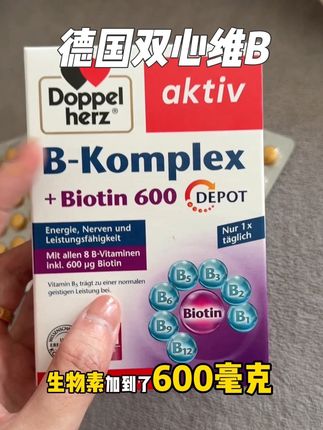 德国双心维B
Doppel
herz®
aktiv
B-Komplex
+ Biotin 600
DEPOT
Energie, Nerven und
Leistungsfähigkeit
Nur 1x
täglich
Mit allen 8 B-Vitaminen
inkl. 600 µg Biotin
Vitamin B₅ trägt zu einer normalen
geistigen Leistung bei.
B₅
B₃
B₆
B₂
Biotin
B₁
B₉
B₁₂
生物素加到了600毫克